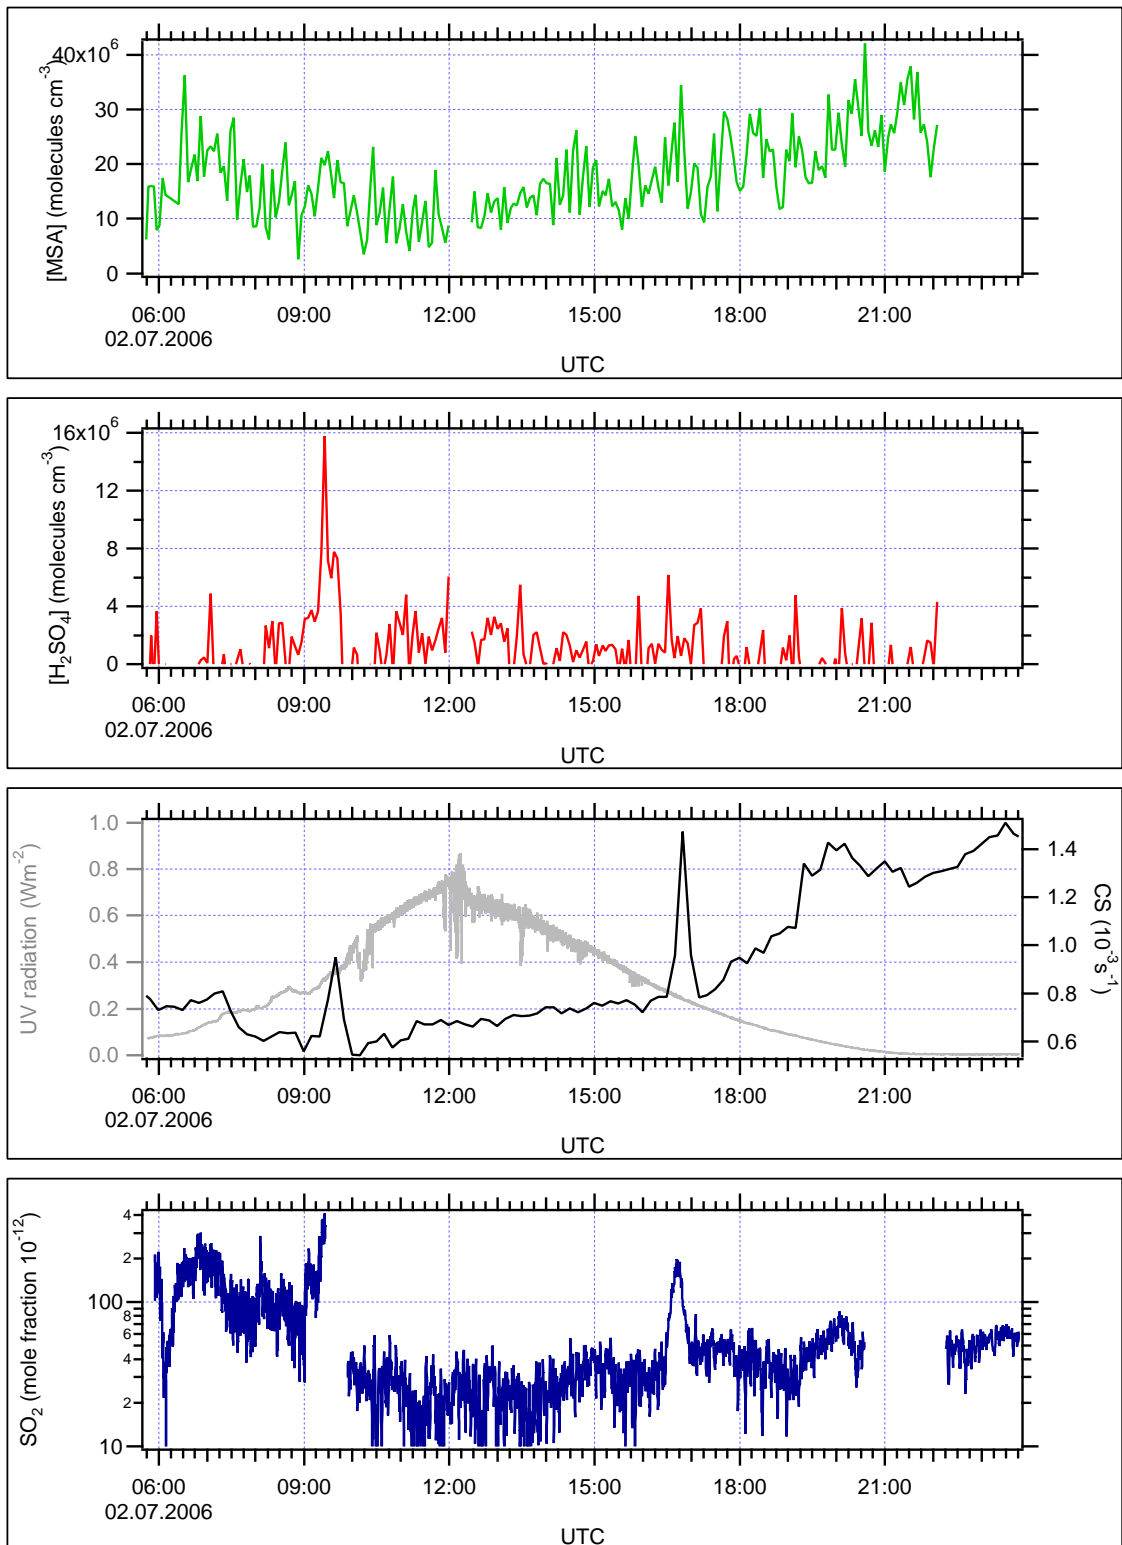 [MSA] (molecules cm⁻³)
40x10⁶
30
20
10
0
06:00 09:00 12:00 15:00 18:00 21:00
02.07.2006
UTC
[H₂SO₄] (molecules cm⁻³)
16x10⁶
12
8
4
0
06:00 09:00 12:00 15:00 18:00 21:00
02.07.2006
UTC
UV radiation (Wm⁻²)
1.0
0.8
0.6
0.4
0.2
0.0
CS (10⁻³s⁻¹)
1.4
1.2
1.0
0.8
0.6
06:00 09:00 12:00 15:00 18:00 21:00
02.07.2006
UTC
SO₂ (mole fraction 10⁻¹²)
4
2
100
8
6
4
2
10
06:00 09:00 12:00 15:00 18:00 21:00
02.07.2006
UTC